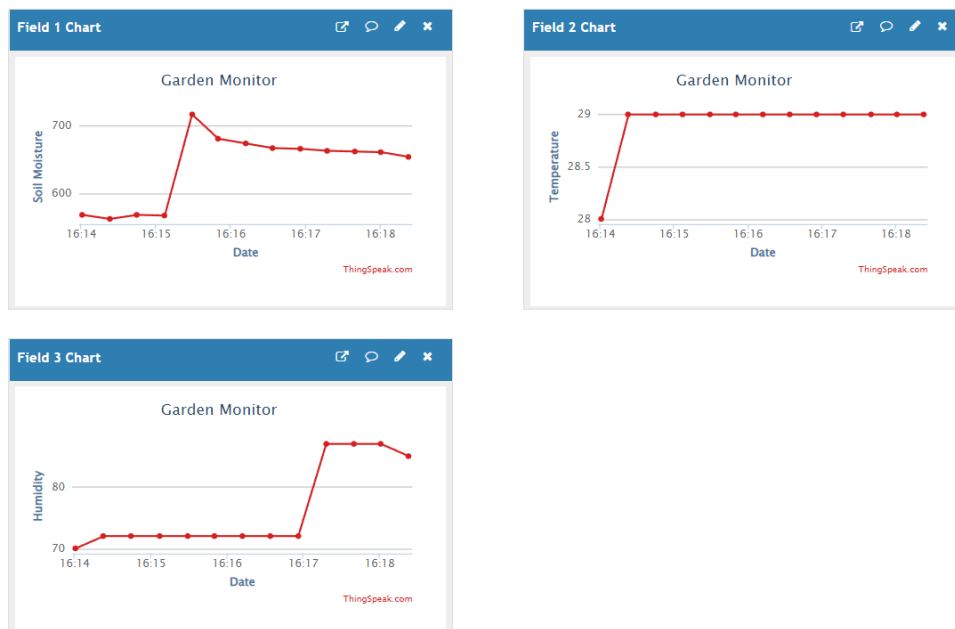 Field 1 Chart
Garden Monitor
Soil Moisture
700
600
16:14 16:15 16:16 16:17 16:18
Date
ThingSpeak.com
Field 2 Chart
Garden Monitor
Temperature
29
28.5
28
16:14 16:15 16:16 16:17 16:18
Date
ThingSpeak.com
Field 3 Chart
Garden Monitor
Humidity
80
70
16:14 16:15 16:16 16:17 16:18
Date
ThingSpeak.com